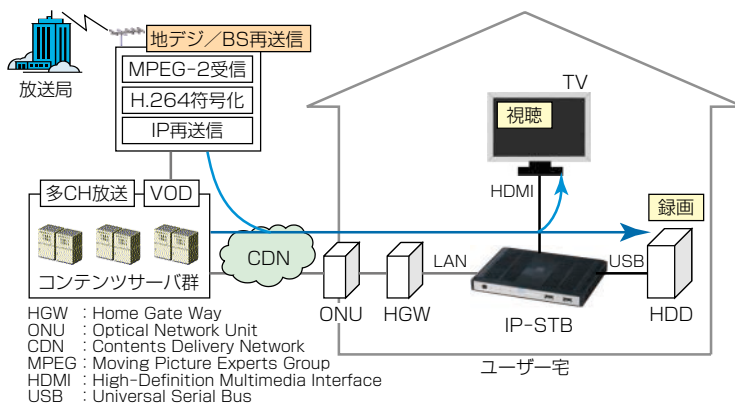 地デジ／BS再送信
放送局
MPEG-2受信
H.264符号化
IP再送信
TV
視聴
多CH放送
VOD
HDMI
録画
コンテンツサーバ群
CDN
LAN
USB
ONU
HGW
IP-STB
HDD
ユーザー宅
HGW ：Home Gate Way
ONU ：Optical Network Unit
CDN ：Contents Delivery Network
MPEG：Moving Picture Experts Group
HDMI：High-Definition Multimedia Interface
USB ：Universal Serial Bus